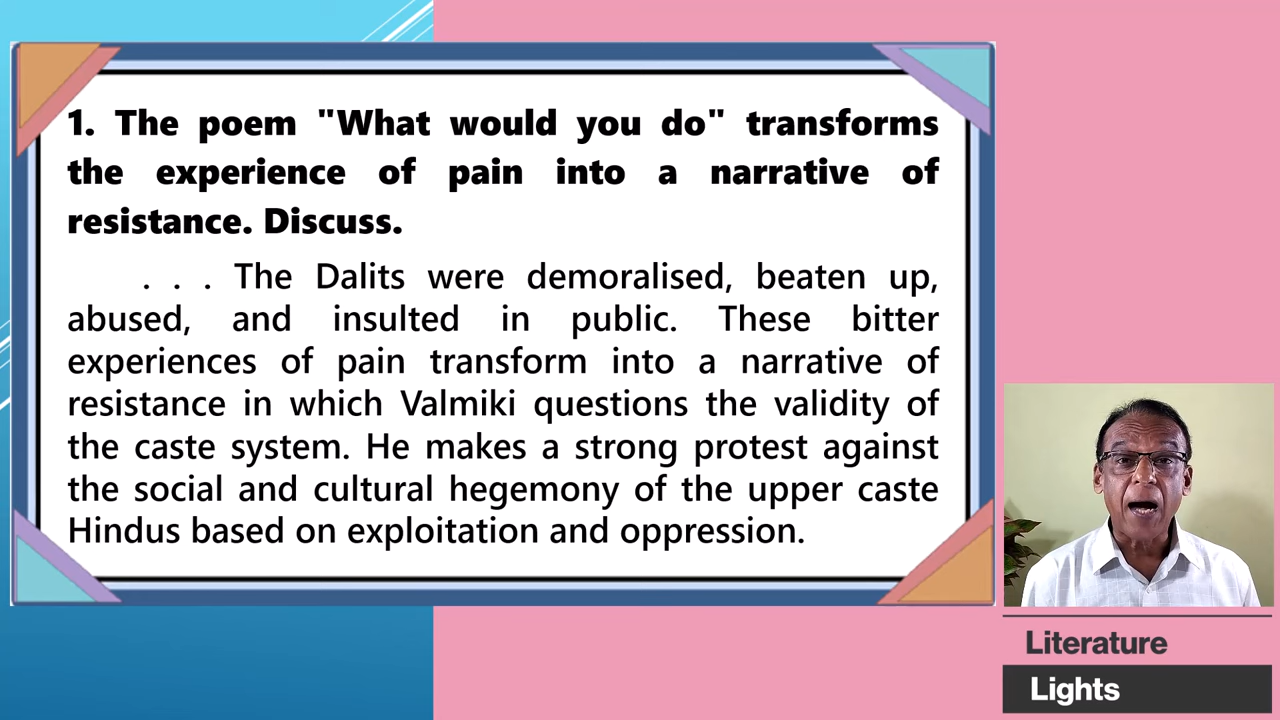 1. The poem "What would you do" transforms
the experience of pain into a narrative of
resistance. Discuss.
. . . The Dalits were demoralised, beaten up,
abused, and insulted in public. These bitter
experiences of pain transform into a narrative of
resistance in which Valmiki questions the validity of
the caste system. He makes a strong protest against
the social and cultural hegemony of the upper caste
Hindus based on exploitation and oppression.
Literature
Lights